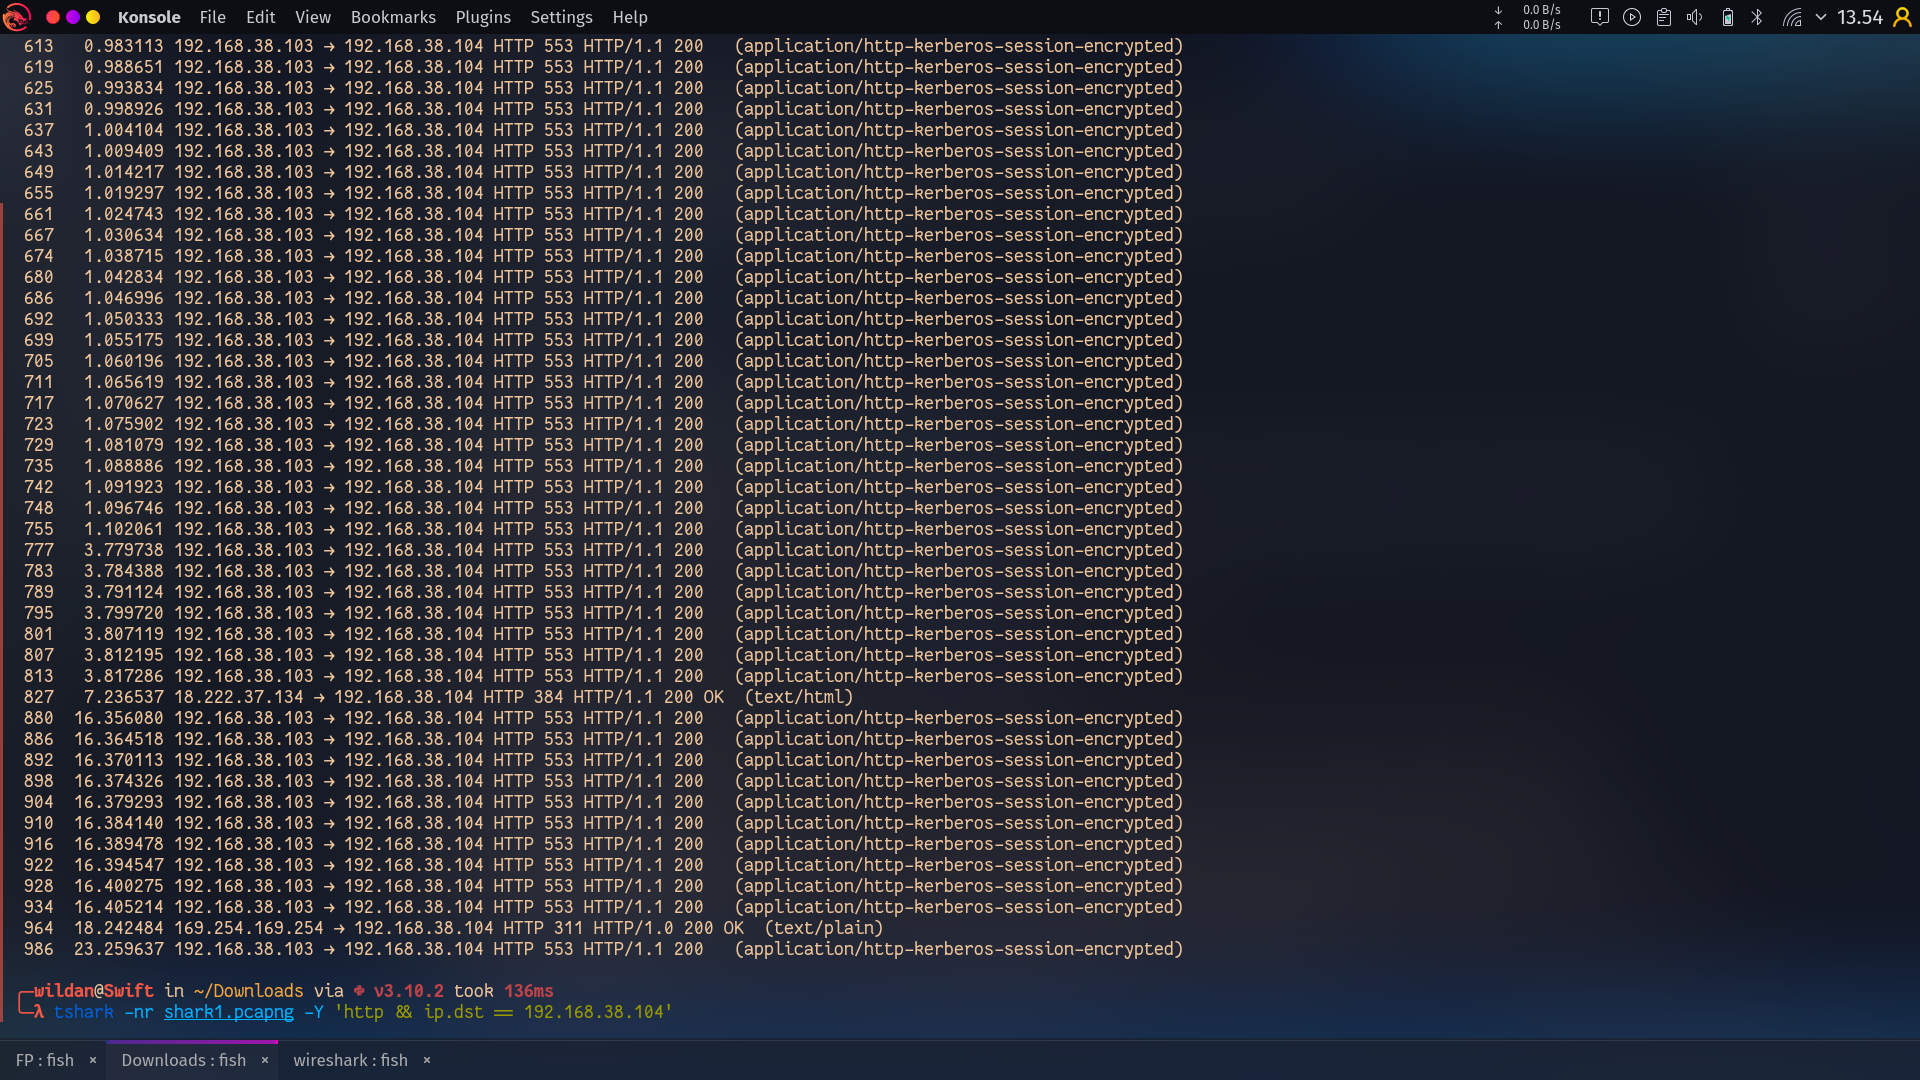 Konsole File Edit View Bookmarks Plugins Settings Help ↓ 0.0 B/s ↑ 0.0 B/s 13.54
613 0.983113 192.168.38.103 → 192.168.38.104 HTTP 553 HTTP/1.1 200 (application/http-kerberos-session-encrypted)
619 0.988651 192.168.38.103 → 192.168.38.104 HTTP 553 HTTP/1.1 200 (application/http-kerberos-session-encrypted)
625 0.993834 192.168.38.103 → 192.168.38.104 HTTP 553 HTTP/1.1 200 (application/http-kerberos-session-encrypted)
631 0.998926 192.168.38.103 → 192.168.38.104 HTTP 553 HTTP/1.1 200 (application/http-kerberos-session-encrypted)
637 1.004104 192.168.38.103 → 192.168.38.104 HTTP 553 HTTP/1.1 200 (application/http-kerberos-session-encrypted)
643 1.009409 192.168.38.103 → 192.168.38.104 HTTP 553 HTTP/1.1 200 (application/http-kerberos-session-encrypted)
649 1.014217 192.168.38.103 → 192.168.38.104 HTTP 553 HTTP/1.1 200 (application/http-kerberos-session-encrypted)
655 1.019297 192.168.38.103 → 192.168.38.104 HTTP 553 HTTP/1.1 200 (application/http-kerberos-session-encrypted)
661 1.024743 192.168.38.103 → 192.168.38.104 HTTP 553 HTTP/1.1 200 (application/http-kerberos-session-encrypted)
667 1.030634 192.168.38.103 → 192.168.38.104 HTTP 553 HTTP/1.1 200 (application/http-kerberos-session-encrypted)
674 1.038715 192.168.38.103 → 192.168.38.104 HTTP 553 HTTP/1.1 200 (application/http-kerberos-session-encrypted)
680 1.042834 192.168.38.103 → 192.168.38.104 HTTP 553 HTTP/1.1 200 (application/http-kerberos-session-encrypted)
686 1.046996 192.168.38.103 → 192.168.38.104 HTTP 553 HTTP/1.1 200 (application/http-kerberos-session-encrypted)
692 1.050333 192.168.38.103 → 192.168.38.104 HTTP 553 HTTP/1.1 200 (application/http-kerberos-session-encrypted)
699 1.055175 192.168.38.103 → 192.168.38.104 HTTP 553 HTTP/1.1 200 (application/http-kerberos-session-encrypted)
705 1.060196 192.168.38.103 → 192.168.38.104 HTTP 553 HTTP/1.1 200 (application/http-kerberos-session-encrypted)
711 1.065619 192.168.38.103 → 192.168.38.104 HTTP 553 HTTP/1.1 200 (application/http-kerberos-session-encrypted)
717 1.070627 192.168.38.103 → 192.168.38.104 HTTP 553 HTTP/1.1 200 (application/http-kerberos-session-encrypted)
723 1.075902 192.168.38.103 → 192.168.38.104 HTTP 553 HTTP/1.1 200 (application/http-kerberos-session-encrypted)
729 1.081079 192.168.38.103 → 192.168.38.104 HTTP 553 HTTP/1.1 200 (application/http-kerberos-session-encrypted)
735 1.088886 192.168.38.103 → 192.168.38.104 HTTP 553 HTTP/1.1 200 (application/http-kerberos-session-encrypted)
742 1.091923 192.168.38.103 → 192.168.38.104 HTTP 553 HTTP/1.1 200 (application/http-kerberos-session-encrypted)
748 1.096746 192.168.38.103 → 192.168.38.104 HTTP 553 HTTP/1.1 200 (application/http-kerberos-session-encrypted)
755 1.102061 192.168.38.103 → 192.168.38.104 HTTP 553 HTTP/1.1 200 (application/http-kerberos-session-encrypted)
777 3.779738 192.168.38.103 → 192.168.38.104 HTTP 553 HTTP/1.1 200 (application/http-kerberos-session-encrypted)
783 3.784388 192.168.38.103 → 192.168.38.104 HTTP 553 HTTP/1.1 200 (application/http-kerberos-session-encrypted)
789 3.791124 192.168.38.103 → 192.168.38.104 HTTP 553 HTTP/1.1 200 (application/http-kerberos-session-encrypted)
795 3.799720 192.168.38.103 → 192.168.38.104 HTTP 553 HTTP/1.1 200 (application/http-kerberos-session-encrypted)
801 3.807119 192.168.38.103 → 192.168.38.104 HTTP 553 HTTP/1.1 200 (application/http-kerberos-session-encrypted)
807 3.812195 192.168.38.103 → 192.168.38.104 HTTP 553 HTTP/1.1 200 (application/http-kerberos-session-encrypted)
813 3.817286 192.168.38.103 → 192.168.38.104 HTTP 553 HTTP/1.1 200 (application/http-kerberos-session-encrypted)
827 7.236537 18.222.37.134 → 192.168.38.104 HTTP 384 HTTP/1.1 200 OK (text/html)
880 16.356080 192.168.38.103 → 192.168.38.104 HTTP 553 HTTP/1.1 200 (application/http-kerberos-session-encrypted)
886 16.364518 192.168.38.103 → 192.168.38.104 HTTP 553 HTTP/1.1 200 (application/http-kerberos-session-encrypted)
892 16.370113 192.168.38.103 → 192.168.38.104 HTTP 553 HTTP/1.1 200 (application/http-kerberos-session-encrypted)
898 16.374326 192.168.38.103 → 192.168.38.104 HTTP 553 HTTP/1.1 200 (application/http-kerberos-session-encrypted)
904 16.379293 192.168.38.103 → 192.168.38.104 HTTP 553 HTTP/1.1 200 (application/http-kerberos-session-encrypted)
910 16.384140 192.168.38.103 → 192.168.38.104 HTTP 553 HTTP/1.1 200 (application/http-kerberos-session-encrypted)
916 16.389478 192.168.38.103 → 192.168.38.104 HTTP 553 HTTP/1.1 200 (application/http-kerberos-session-encrypted)
922 16.394547 192.168.38.103 → 192.168.38.104 HTTP 553 HTTP/1.1 200 (application/http-kerberos-session-encrypted)
928 16.400275 192.168.38.103 → 192.168.38.104 HTTP 553 HTTP/1.1 200 (application/http-kerberos-session-encrypted)
934 16.405214 192.168.38.103 → 192.168.38.104 HTTP 553 HTTP/1.1 200 (application/http-kerberos-session-encrypted)
964 18.242484 169.254.169.254 → 192.168.38.104 HTTP 311 HTTP/1.0 200 OK (text/plain)
986 23.259637 192.168.38.103 → 192.168.38.104 HTTP 553 HTTP/1.1 200 (application/http-kerberos-session-encrypted)
wildan@Swift in ~/Downloads via v3.10.2 took 136ms
λ tshark -nr shark1.pcapng -Y 'http && ip.dst == 192.168.38.104'
FP : fish × Downloads : fish × wireshark : fish ×